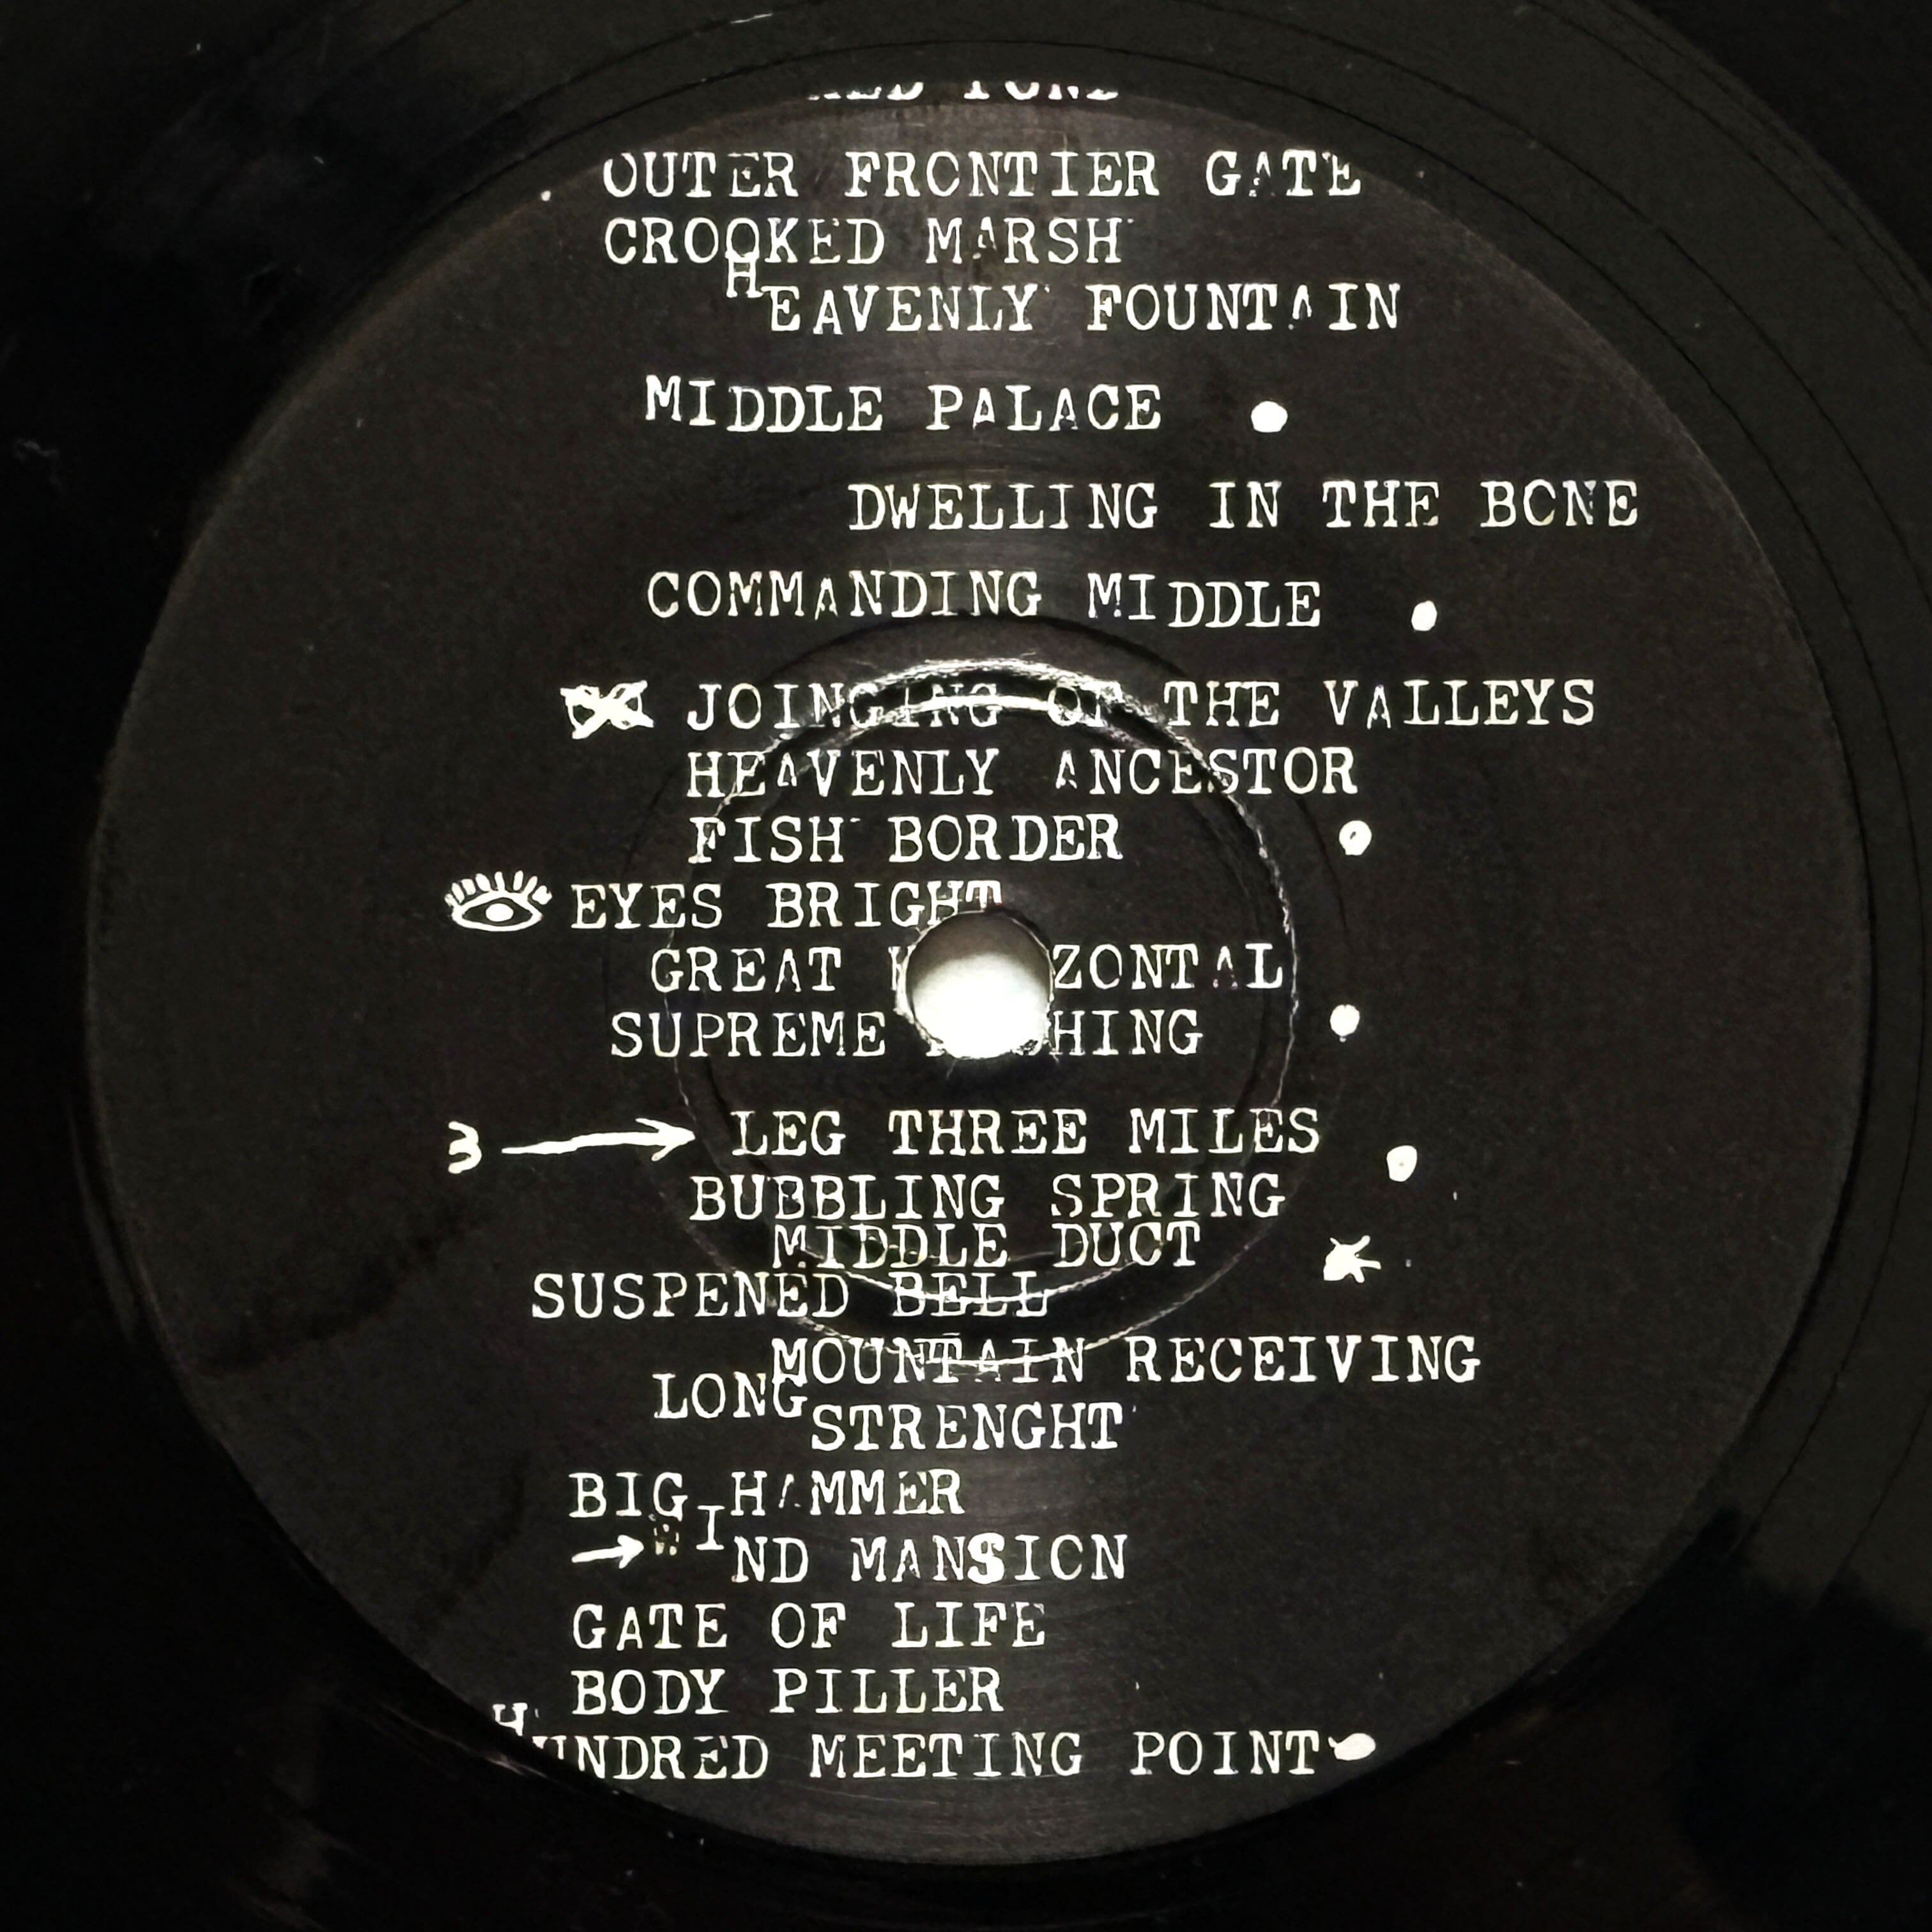 OUTER FRONTIER GATE
CROOKED MARSH
HEAVENLY FOUNTAIN
MIDDLE PALACE
DWELLING IN THE BONE
COMMANDING MIDDLE
JOINGING OF THE VALLEYS
HEAVENLY ANCESTOR
FISH BORDER
EYES BRIGHT
GREAT
SUPREME
3 LEG THREE MILES
BUBBLING SPRING
MIDDLE DUCT
SUSPENED BELL
MOUNTAIN RECEIVING
LONG STRENGHT
BIG HAMMER
WIND MANSION
GATE OF LIFE
BODY PILLER
HUNDRED MEETING POINT